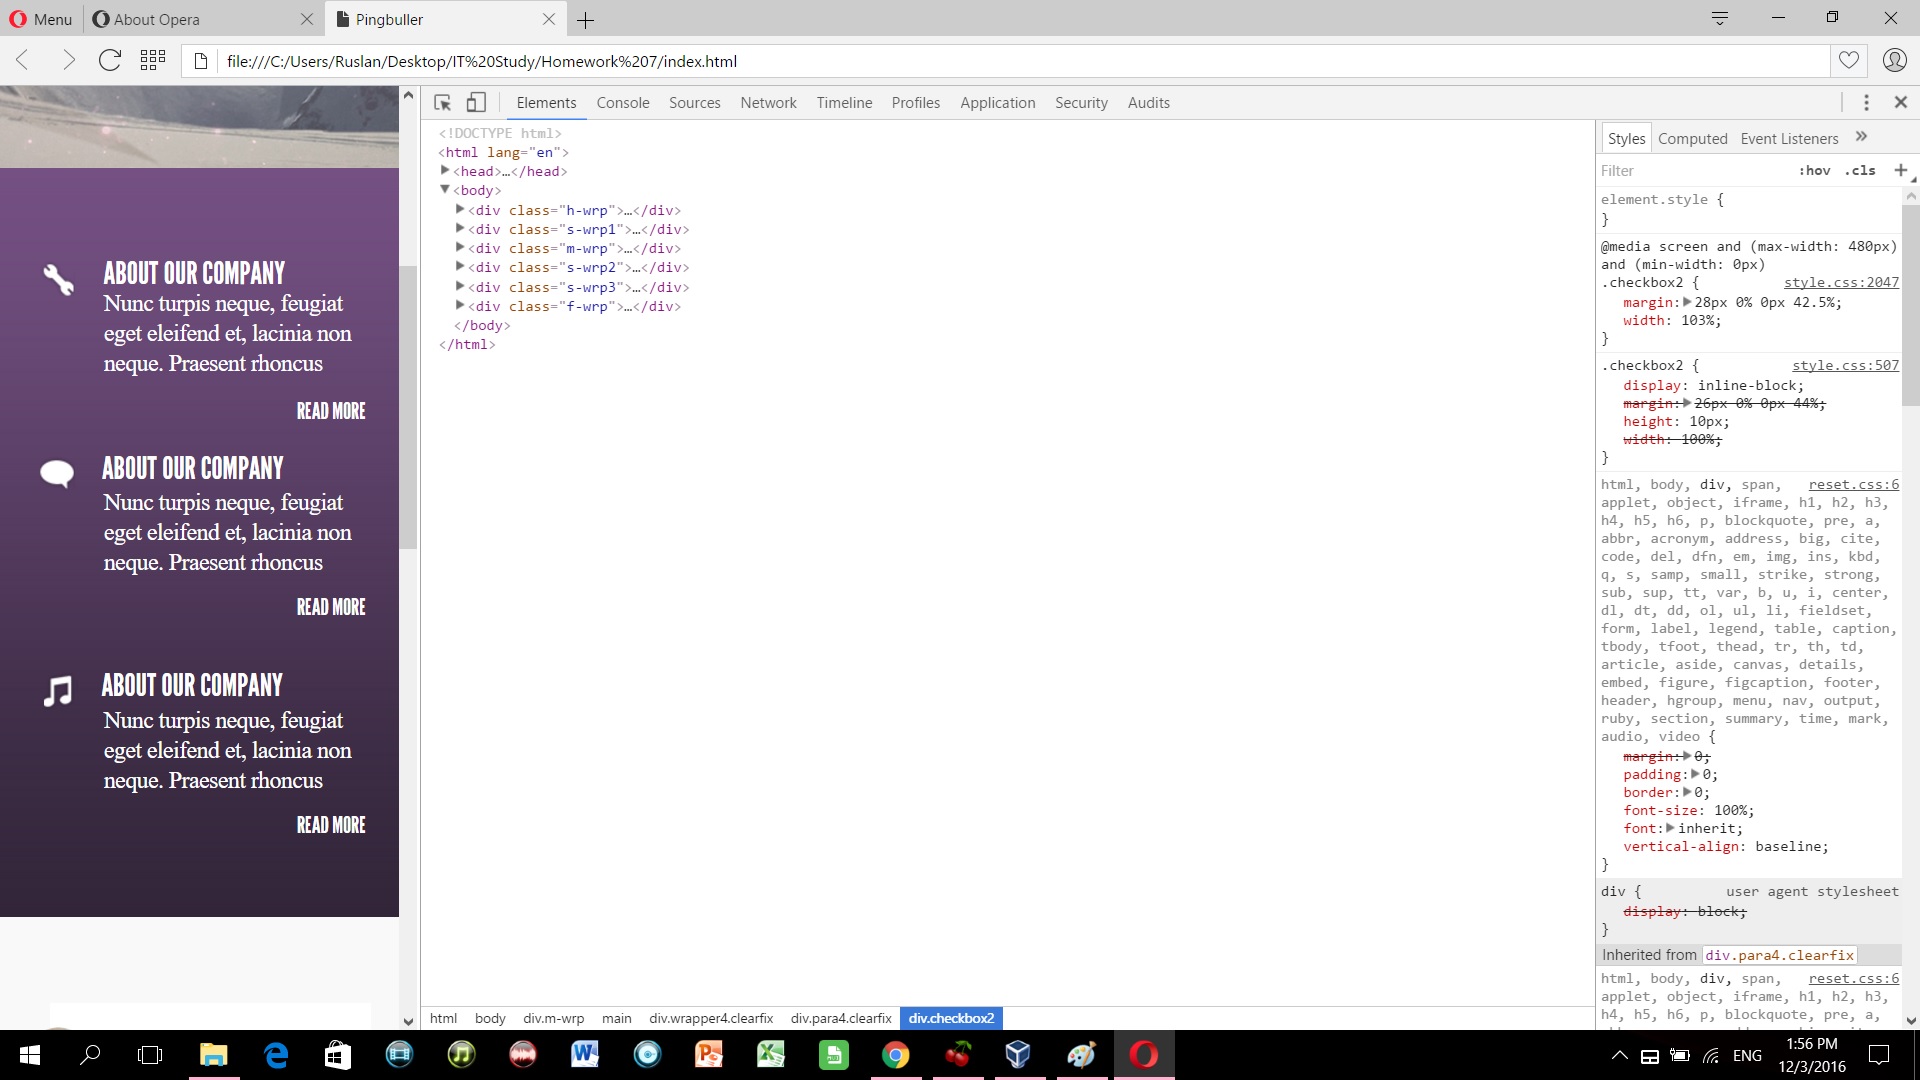 Menu
About Opera
Pingbuller
file:///C:/Users/Ruslan/Desktop/IT%20Study/Homework%207/index.html
ABOUT OUR COMPANY
Nunc turpis neque, feugiat
eget eleifend et, lacinia non
neque. Praesent rhoncus
READ MORE
ABOUT OUR COMPANY
Nunc turpis neque, feugiat
eget eleifend et, lacinia non
neque. Praesent rhoncus
READ MORE
ABOUT OUR COMPANY
Nunc turpis neque, feugiat
eget eleifend et, lacinia non
neque. Praesent rhoncus
READ MORE
Elements Console Sources Network Timeline Profiles Application Security Audits
<!DOCTYPE html>
<html lang="en">
<head>…</head>
<body>
<div class="h-wrp">…</div>
<div class="s-wrp1">…</div>
<div class="m-wrp">…</div>
<div class="s-wrp2">…</div>
<div class="s-wrp3">…</div>
<div class="f-wrp">…</div>
</body>
</html>
html body div.m-wrp main div.wrapper4.clearfix div.para4.clearfix div.checkbox2
Styles Computed Event Listeners »
Filter :hov .cls +
element.style {
}
@media screen and (max-width: 480px)
and (min-width: 0px)
.checkbox2 { style.css:2047
margin: 28px 0% 0px 42.5%;
width: 103%;
}
.checkbox2 { style.css:507
display: inline-block;
margin: 26px 0% 0px 44%;
height: 10px;
width: 100%;
}
html, body, div, span, reset.css:6
applet, object, iframe, h1, h2, h3,
h4, h5, h6, p, blockquote, pre, a,
abbr, acronym, address, big, cite,
code, del, dfn, em, img, ins, kbd,
q, s, samp, small, strike, strong,
sub, sup, tt, var, b, u, i, center,
dl, dt, dd, ol, ul, li, fieldset,
form, label, legend, table, caption,
tbody, tfoot, thead, tr, th, td,
article, aside, canvas, details,
embed, figure, figcaption, footer,
header, hgroup, menu, nav, output,
ruby, section, summary, time, mark,
audio, video {
margin: 0;
padding: 0;
border: 0;
font-size: 100%;
font: inherit;
vertical-align: baseline;
}
div { user agent stylesheet
display: block;
}
Inherited from div.para4.clearfix
html, body, div, span, reset.css:6
applet, object, iframe, h1, h2, h3,
h4, h5, h6, p, blockquote, pre, a,
ENG
1:56 PM
12/3/2016